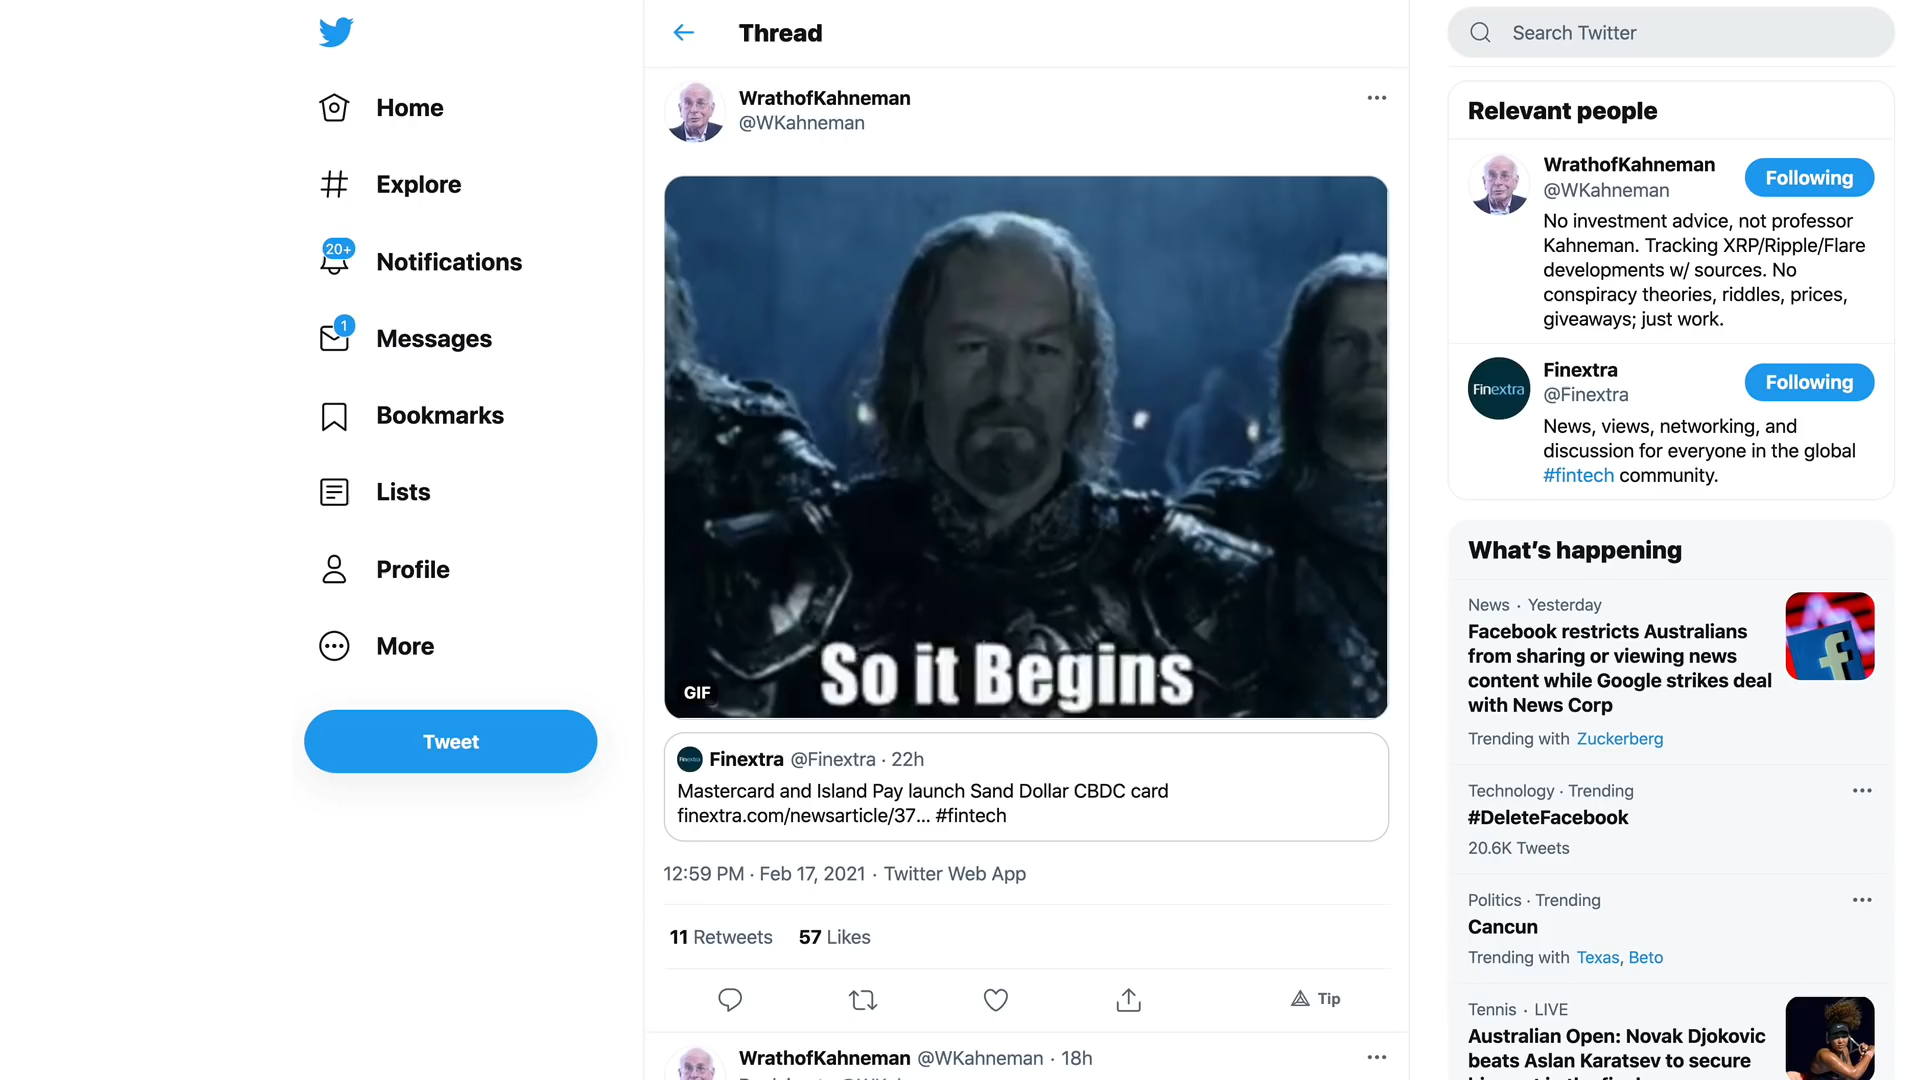 Home
Explore
20+
Notifications
1
Messages
Bookmarks
Lists
Profile
More
Tweet
Thread
WrathofKahneman
@WKahneman
So it Begins
GIF
Finextra @Finextra · 22h
Mastercard and Island Pay launch Sand Dollar CBDC card
finextra.com/newsarticle/37... #fintech
12:59 PM · Feb 17, 2021 · Twitter Web App
11 Retweets 57 Likes
Tip
WrathofKahneman @WKahneman · 18h
Search Twitter
Relevant people
WrathofKahneman
@WKahneman
Following
No investment advice, not professor
Kahneman. Tracking XRP/Ripple/Flare
developments w/ sources. No
conspiracy theories, riddles, prices,
giveaways; just work.
Finextra
Finextra
@Finextra
Following
News, views, networking, and
discussion for everyone in the global
#fintech community.
What's happening
News · Yesterday
Facebook restricts Australians
from sharing or viewing news
content while Google strikes deal
with News Corp
Trending with Zuckerberg
Technology · Trending
#DeleteFacebook
20.6K Tweets
Politics · Trending
Cancun
Trending with Texas, Beto
Tennis · LIVE
Australian Open: Novak Djokovic
beats Aslan Karatsev to secure